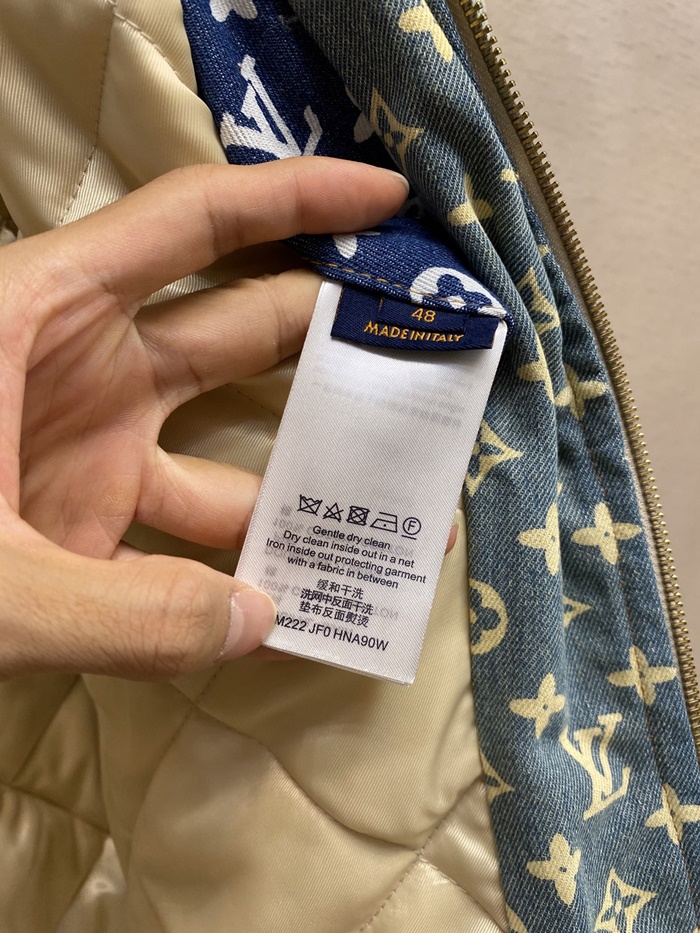 48
MADE IN ITALY
Gentle dry clean
Dry clean inside out in a net
Iron inside out protecting garment
with a fabric in between
缓和干洗
洗网中反面干洗
垫布反面熨烫
M222 JF0 HNA90W